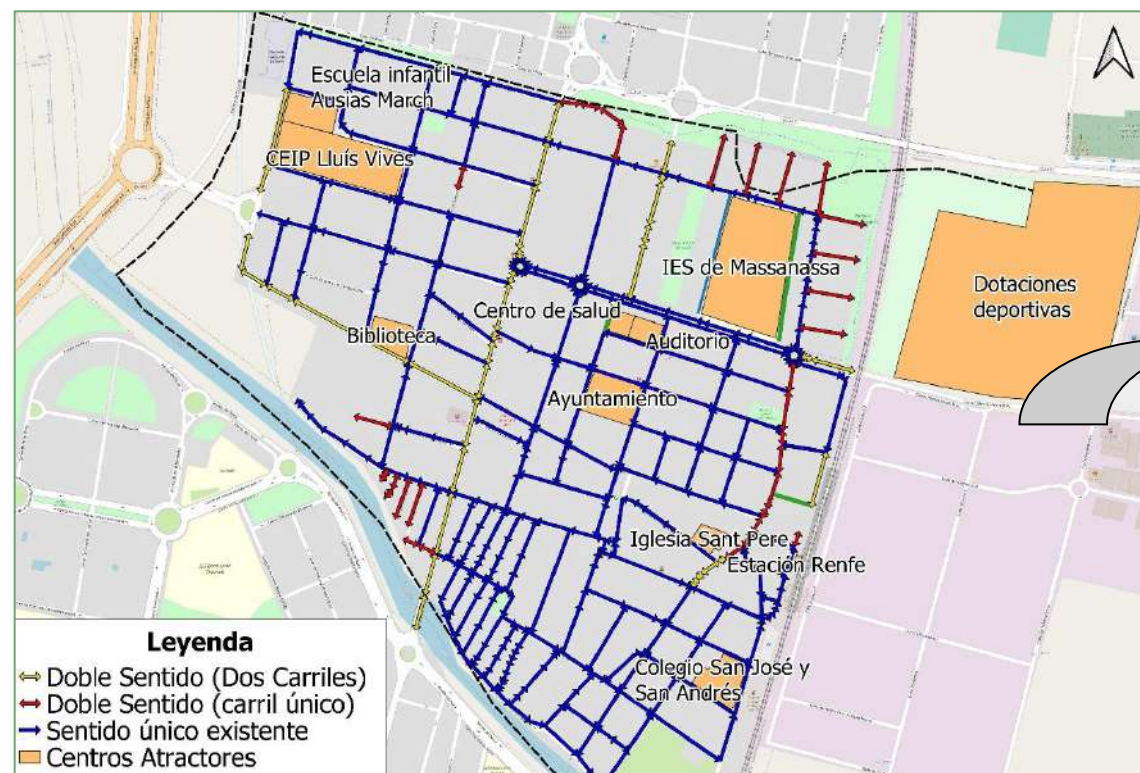 Escuela infantil
Ausias March
CEIP Lluís Vives
IES de Massanassa
Dotaciones
deportivas
Centro de salud
Biblioteca
Auditorio
Ayuntamiento
Iglesia Sant Pere
Estación Renfe
Colegio San José y
San Andrés
Leyenda
Doble Sentido (Dos Carriles)
Doble Sentido (carril único)
Sentido único existente
Centros Atractores